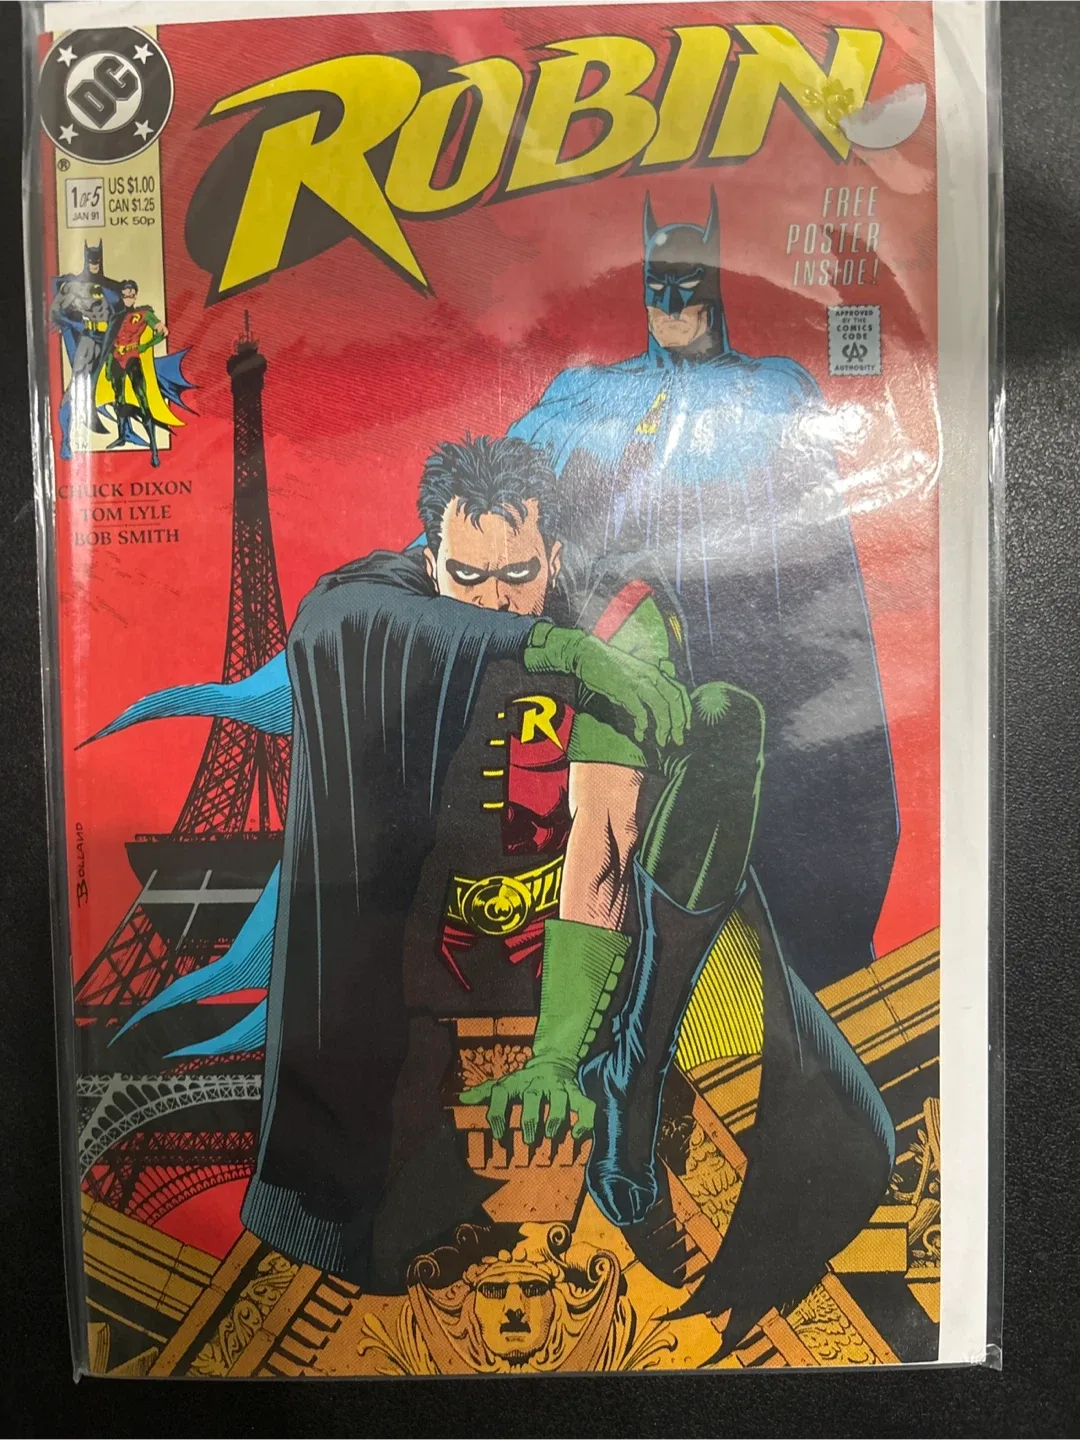 DC
ROBIN
®
1 OF 5
JAN 91
US $1.00
CAN $1.25
UK 50p
FREE
POSTER
INSIDE!
APPROVED
BY THE
COMICS
CODE
CA
AUTHORITY
CHUCK DIXON
TOM LYLE
BOB SMITH
R
BOLLAND